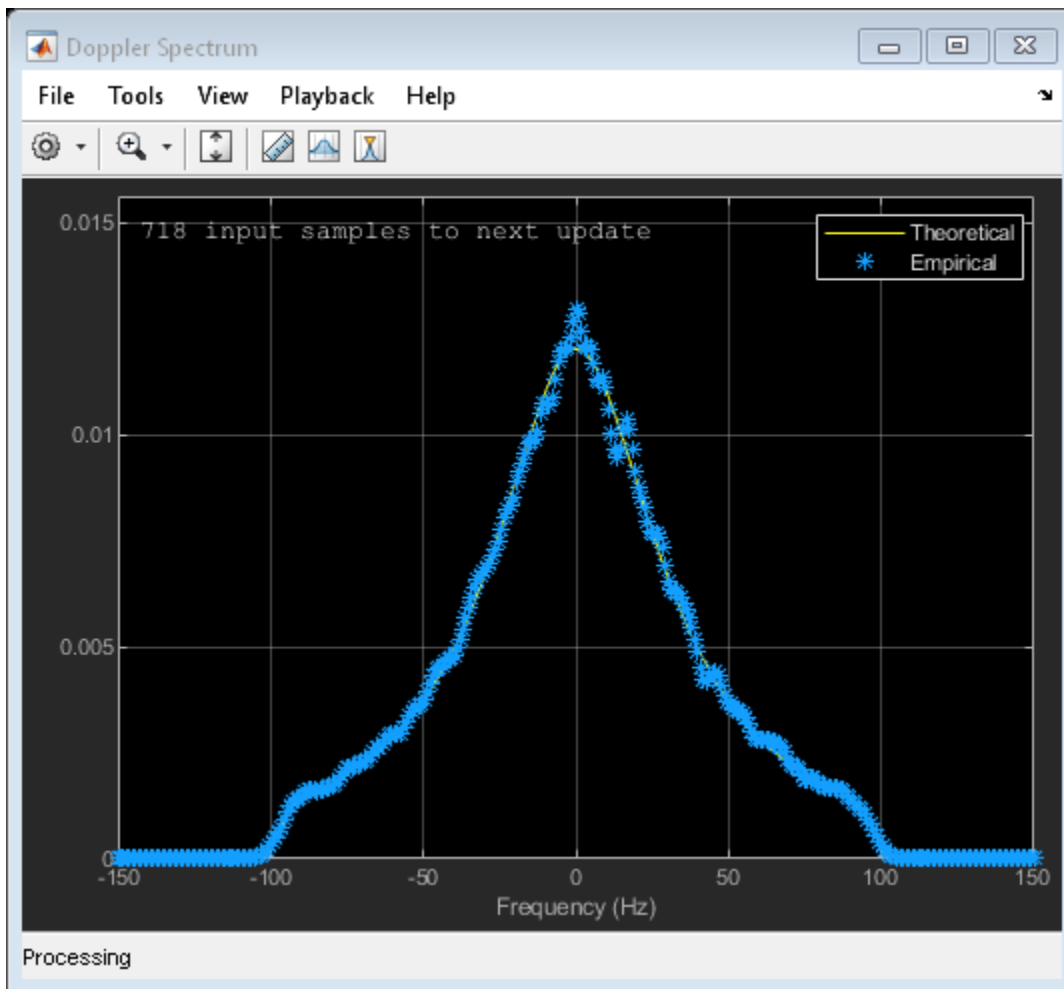 Doppler Spectrum
File Tools View Playback Help
718 input samples to next update
Theoretical
Empirical
0.015
0.01
0.005
0
-150 -100 -50 0 50 100 150
Frequency (Hz)
Processing